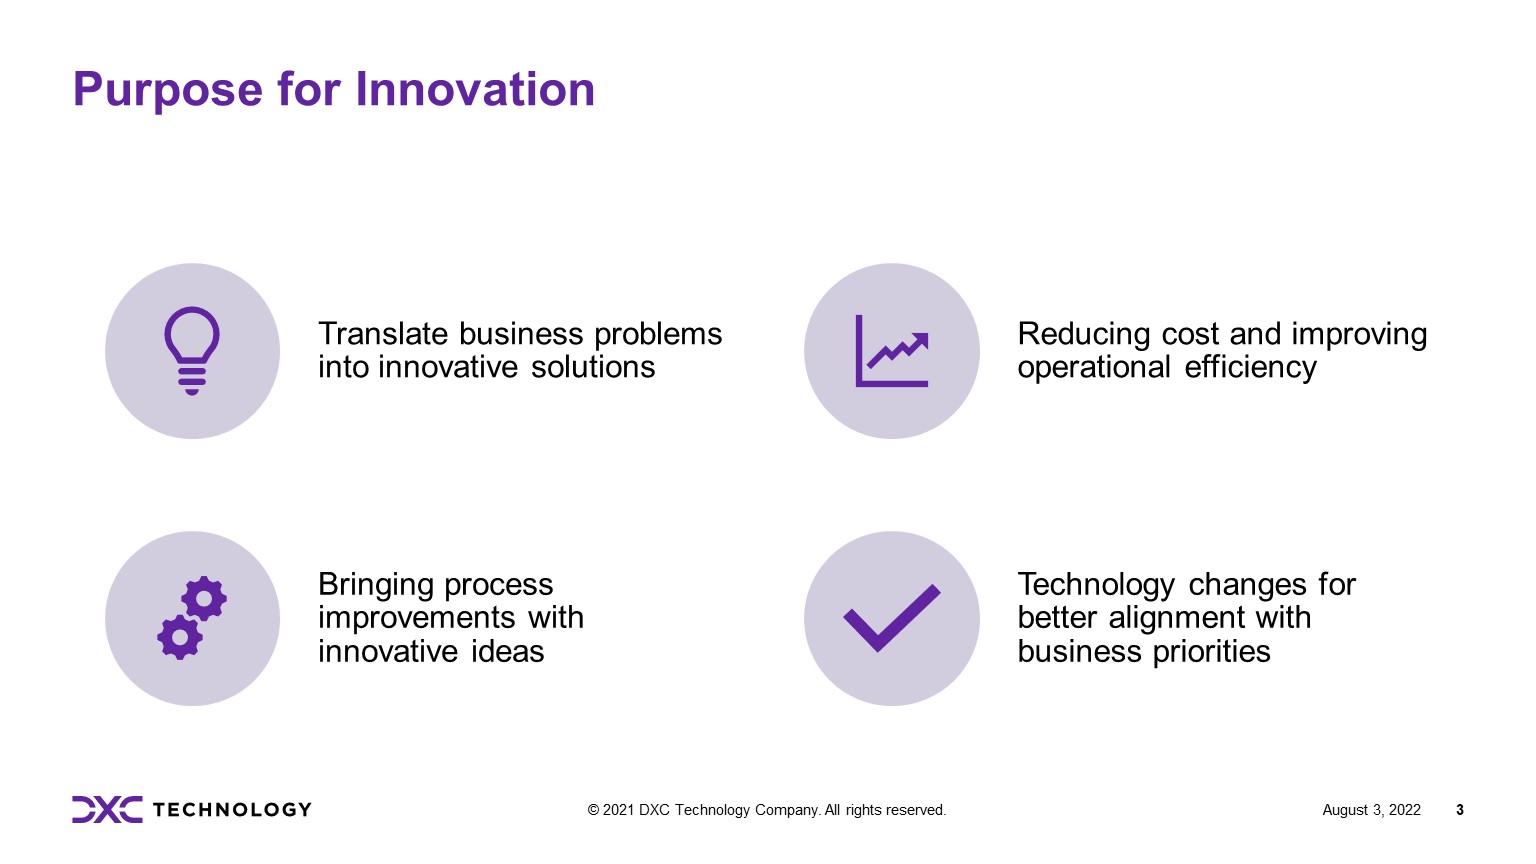 Purpose for Innovation
Translate business problems
into innovative solutions
Reducing cost and improving
operational efficiency
Bringing process
improvements with
innovative ideas
Technology changes for
better alignment with
business priorities
DXC TECHNOLOGY
© 2021 DXC Technology Company. All rights reserved.
August 3, 2022
3